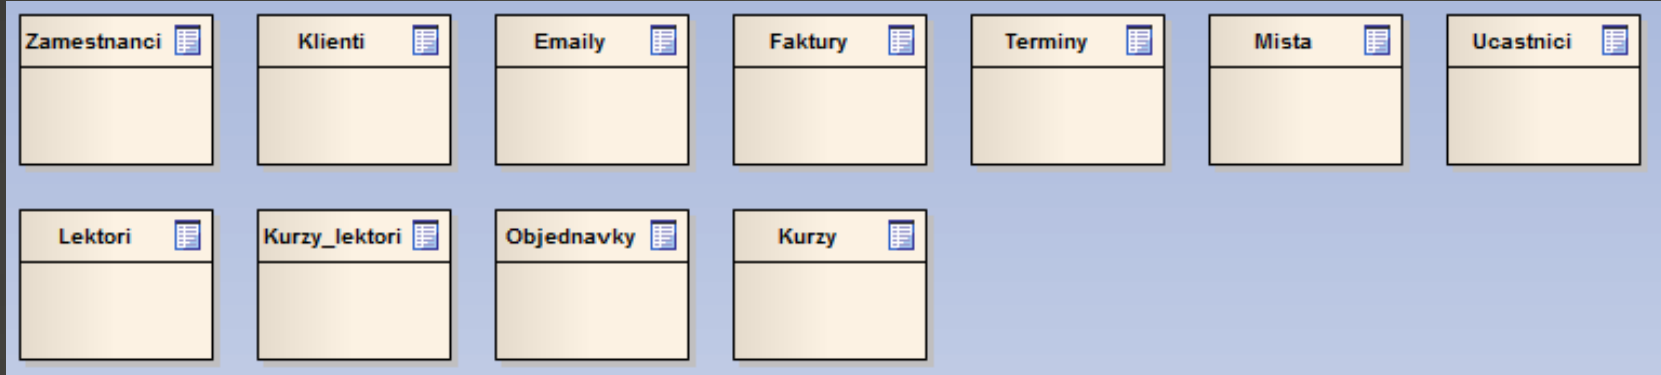 Zamestnanci
Klienti
Emaily
Faktury
Terminy
Mista
Ucastnici
Lektori
Kurzy_lektori
Objednavky
Kurzy